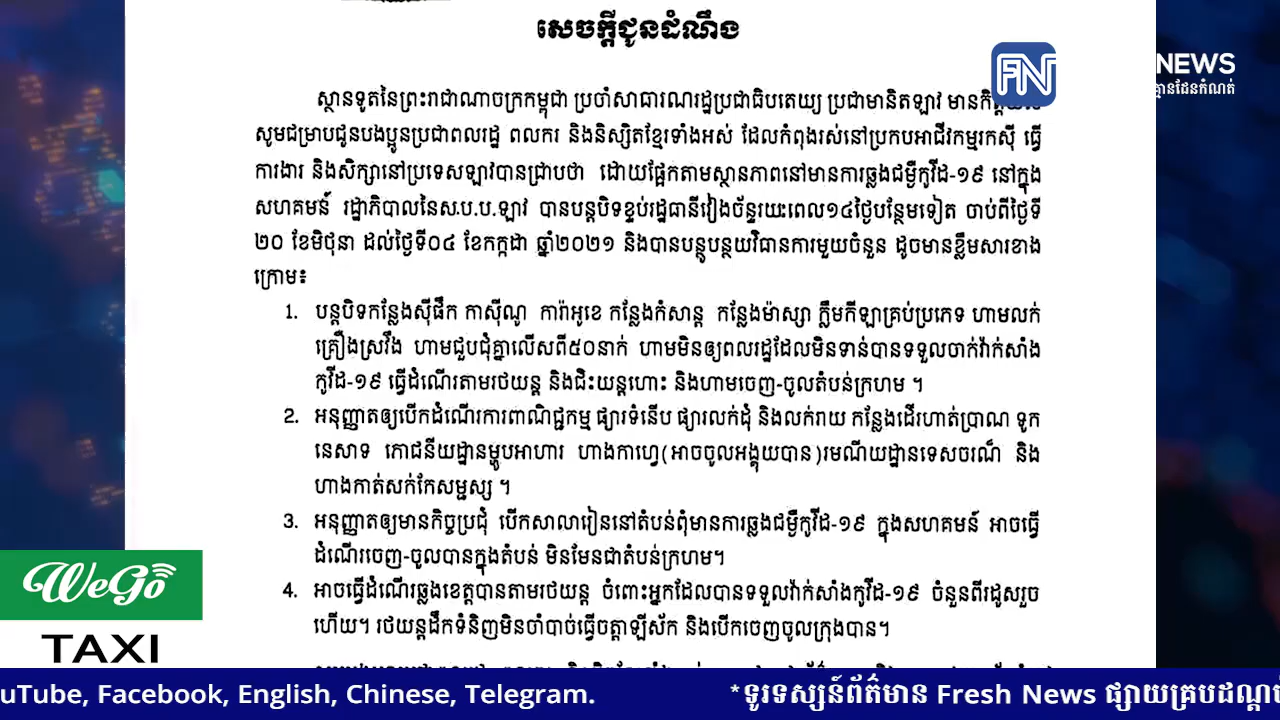 សេចក្តីជូនដំណឹង
NEWS
គ្មានដែនកំណត់
ស្ថានទូតនៃព្រះរាជាណាចក្រកម្ពុជា ប្រចាំសាធារណរដ្ឋប្រជាធិបតេយ្យ ប្រជាមានិតឡាវ មាន
សូមជម្រាបជូនបងប្អូនប្រជាពលរដ្ឋ ពលករ និងនិស្សិតខ្មែរទាំងអស់ ដែលកំពុងរស់នៅប្រកបអាជីវកម្មរកស៊ី ធ្វើ
ការងារ និងសិក្សានៅប្រទេសឡាវបានជ្រាបថា ដោយផ្អែកតាមស្ថានភាពនៅមានការឆ្លងជម្ងឺកូវីដ-១៩ នៅក្នុង
សហគមន៍ រដ្ឋាភិបាលនៃស.ប.ប.ឡាវ បានបន្តបិទខ្ទប់រដ្ឋធានីវៀងច័ន្ទរយៈពេល១៤ថ្ងៃបន្ថែមទៀត ចាប់ពីថ្ងៃទី
២០ ខែមិថុនា ដល់ថ្ងៃទី០៤ ខែកក្កដា ឆ្នាំ២០២១ និងបានបន្ធូបន្ថយវិធានការមួយចំនួន ដូចមានខ្លឹមសារខាង
ក្រោម៖
1. បន្តបិទកន្លែងស៊ីផឹក កាស៊ីណូ ការ៉ាអូខេ កន្លែងកំសាន្ត កន្លែងម៉ាស្សា ក្លឹមកីឡាគ្រប់ប្រភេទ ហាមលក់
គ្រឿងស្រវឹង ហាមជួបជុំគ្នាលើសពី៥០នាក់ ហាមមិនឲ្យពលរដ្ឋដែលមិនទាន់បានទទួលចាក់វ៉ាក់សាំង
កូវីដ-១៩ ធ្វើដំណើរតាមរថយន្ត និងជិះយន្តហោះ និងហាមចេញ-ចូលតំបន់ក្រហម ។
2. អនុញ្ញាតឲ្យបើកដំណើរការពាណិជ្ជកម្ម ផ្សារទំនើប ផ្សារលក់ដុំ និងលក់រាយ កន្លែងដើរហាត់ប្រាណ ទូក
នេសាទ ភោជនីយដ្ឋានម្ហូបអាហារ ហាងកាហ្វេ(អាចចូលអង្គុយបាន)រមណីយដ្ឋានទេសចរណ៍ និង
ហាងកាត់សក់កែសម្ផស្ស ។
3. អនុញ្ញាតឲ្យមានកិច្ចប្រជុំ បើកសាលារៀននៅតំបន់ពុំមានការឆ្លងជម្ងឺកូវីដ-១៩ ក្នុងសហគមន៍ អាចធ្វើ
ដំណើរចេញ-ចូលបានក្នុងតំបន់ មិនមែនជាតំបន់ក្រហម។
4. អាចធ្វើដំណើរឆ្លងខេត្តបានតាមរថយន្ត ចំពោះអ្នកដែលបានទទួលវ៉ាក់សាំងកូវីដ-១៩ ចំនួនពីរដូសរួច
ហើយ។ រថយន្តដឹកទំនិញមិនចាំបាច់ធ្វើចត្តាឡីស័ក និងបើកចេញចូលក្រុងបាន។
WeGo
TAXI
uTube, Facebook, English, Chinese, Telegram.
*ទូរទស្សន៍ព័ត៌មាន Fresh News ផ្សាយគ្រប